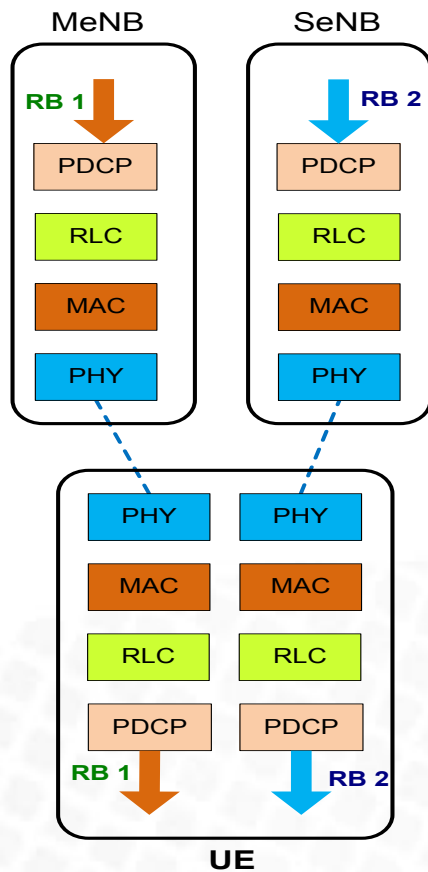 MeNB
SeNB
RB 1
RB 2
PDCP
PDCP
RLC
RLC
MAC
MAC
PHY
PHY
PHY
PHY
MAC
MAC
RLC
RLC
PDCP
PDCP
RB 1
RB 2
UE